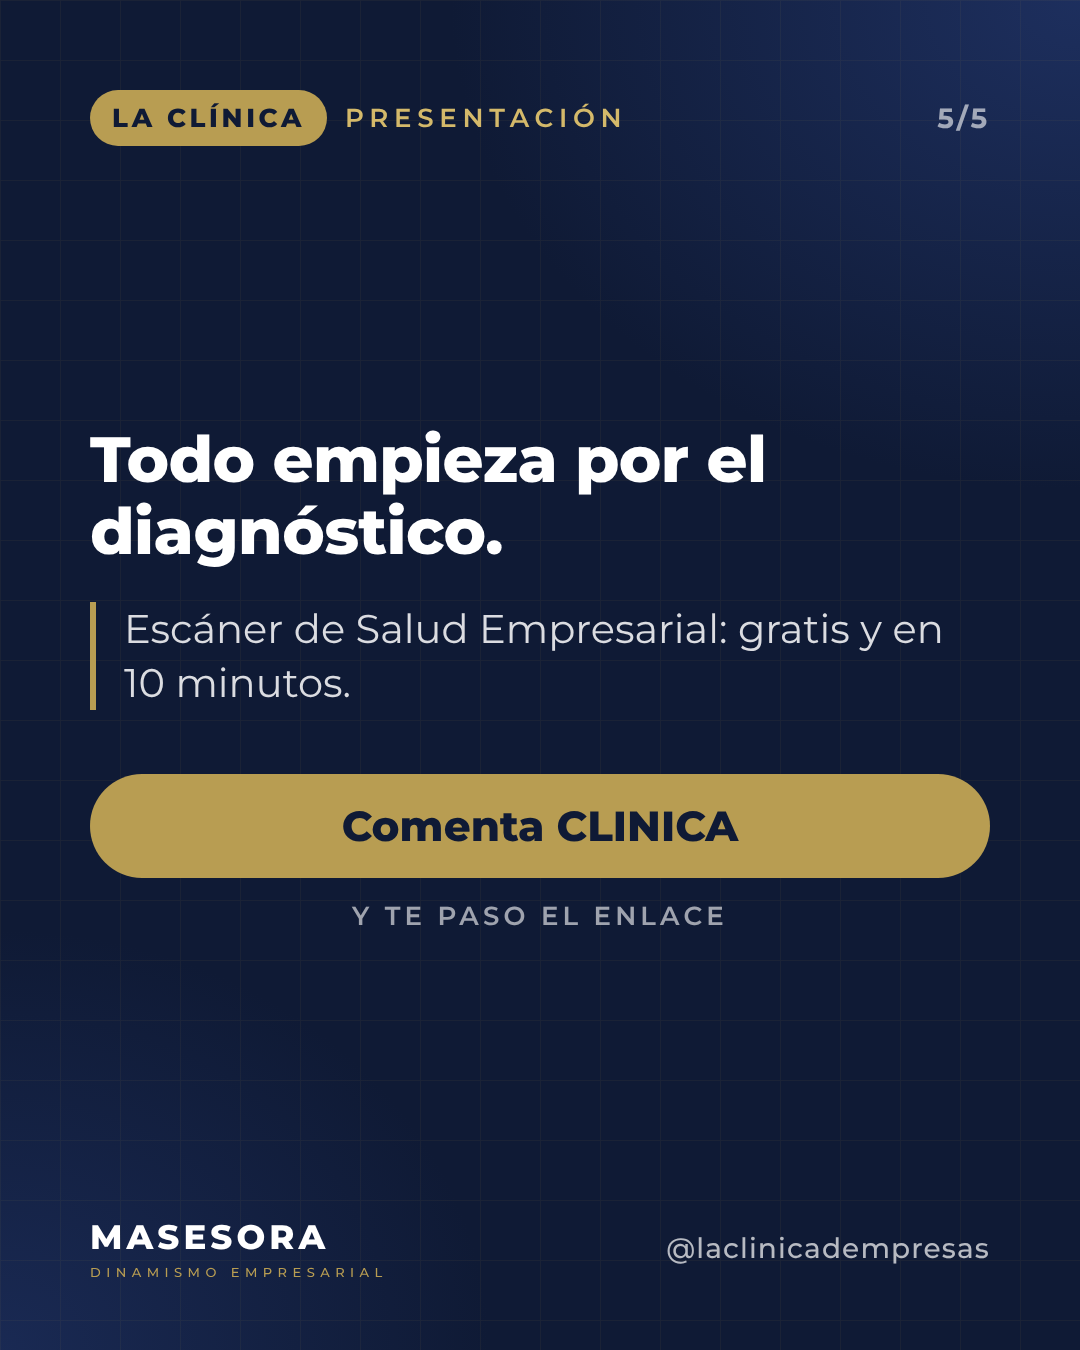 LA CLÍNICA PRESENTACIÓN 5/5
Todo empieza por el
diagnóstico.
Escáner de Salud Empresarial: gratis y en
10 minutos.
Comenta CLINICA
Y TE PASO EL ENLACE
MASESORA
DINAMISMO EMPRESARIAL
@laclinicadempresas